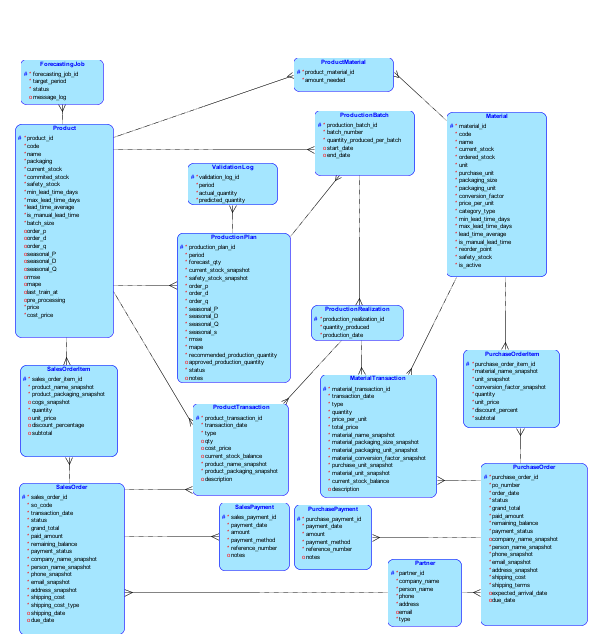 ForecastingJob
# * forecasting_job_id
* target_period
* status
o message_log
ProductMaterial
# * product_material_id
* amount_needed
Product
# * product_id
* code
* name
* packaging
* current_stock
* commited_stock
* safety_stock
* min_lead_time_days
* max_lead_time_days
* lead_time_average
* is_manual_lead_time
* batch_size
o order_p
o order_d
o order_q
o seasonal_P
o seasonal_D
o seasonal_Q
o rmse
o mape
o last_train_at
o pre_processing
* price
* cost_price
ProductionBatch
# * production_batch_id
* batch_number
* quantity_produced_per_batch
o start_date
o end_date
Material
# * material_id
* code
* name
* current_stock
* ordered_stock
* unit
* purchase_unit
* packaging_size
* packaging_unit
* conversion_factor
* price_per_unit
* category_type
* min_lead_time_days
* max_lead_time_days
* lead_time_average
* is_manual_lead_time
* reorder_point
* safety_stock
* is_active
ValidationLog
# * validation_log_id
* period
* actual_quantity
* predicted_quantity
ProductionPlan
# * production_plan_id
* period
* forecast_qty
* current_stock_snapshot
* safety_stock_snapshot
* order_p
* order_d
* order_q
* seasonal_P
* seasonal_D
* seasonal_Q
* seasonal_s
* rmse
* mape
* recommended_production_quantity
o approved_production_quantity
* status
o notes
ProductionRealization
# * production_realization_id
* quantity_produced
* production_date
SalesOrderItem
# * sales_order_item_id
* product_name_snapshot
* product_packaging_snapshot
o cogs_snapshot
* quantity
* unit_price
o discount_percentage
o subtotal
ProductTransaction
# * product_transaction_id
* transaction_date
* type
o qty
o cost_price
* current_stock_balance
* product_name_snapshot
* product_packaging_snapshot
o description
MaterialTransaction
# * material_transaction_id
* transaction_date
* type
* quantity
* price_per_unit
* total_price
* material_name_snapshot
* material_packaging_size_snapshot
* material_packaging_unit_snapshot
* material_conversion_factor_snapshot
* purchase_unit_snapshot
* material_unit_snapshot
* current_stock_balance
o description
PurchaseOrderItem
# * purchase_order_item_id
* material_name_snapshot
* unit_snapshot
* conversion_factor_snapshot
* quantity
* unit_price
* discount_percent
* subtotal
SalesOrder
# * sales_order_id
* so_code
* transaction_date
* status
* grand_total
* paid_amount
* remaining_balance
* payment_status
* company_name_snapshot
* person_name_snapshot
* phone_snapshot
* email_snapshot
* address_snapshot
* shipping_cost
* shipping_cost_type
o shipping_date
o due_date
SalesPayment
# * sales_payment_id
* payment_date
* amount
* payment_method
* reference_number
o notes
PurchasePayment
# * purchase_payment_id
* payment_date
* amount
* payment_method
* reference_number
o notes
PurchaseOrder
# * purchase_order_id
* po_number
* order_date
* status
* grand_total
* paid_amount
* remaining_balance
* payment_status
o company_name_snapshot
* person_name_snapshot
* phone_snapshot
* email_snapshot
* address_snapshot
* shipping_cost
* shipping_terms
o expected_arrival_date
o due_date
Partner
# * partner_id
* company_name
* person_name
* phone
* address
o email
* type